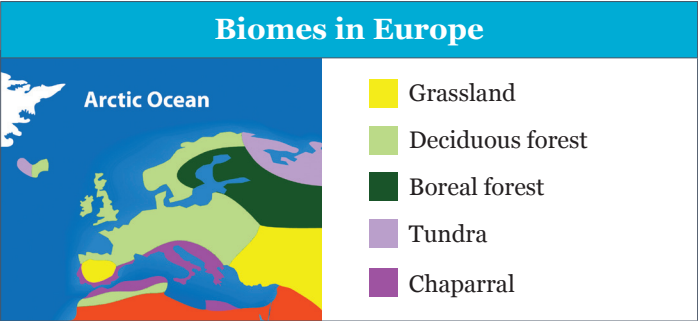 Biomes in Europe
Arctic Ocean
Grassland
Deciduous forest
Boreal forest
Tundra
Chaparral